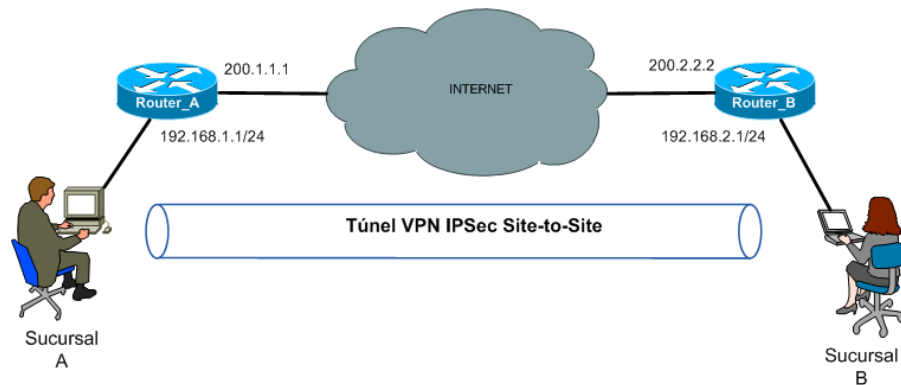 200.1.1.1
INTERNET
200.2.2.2
Router_A
Router_B
192.168.1.1/24
192.168.2.1/24
Túnel VPN IPSec Site-to-Site
Sucursal
A
Sucursal
B